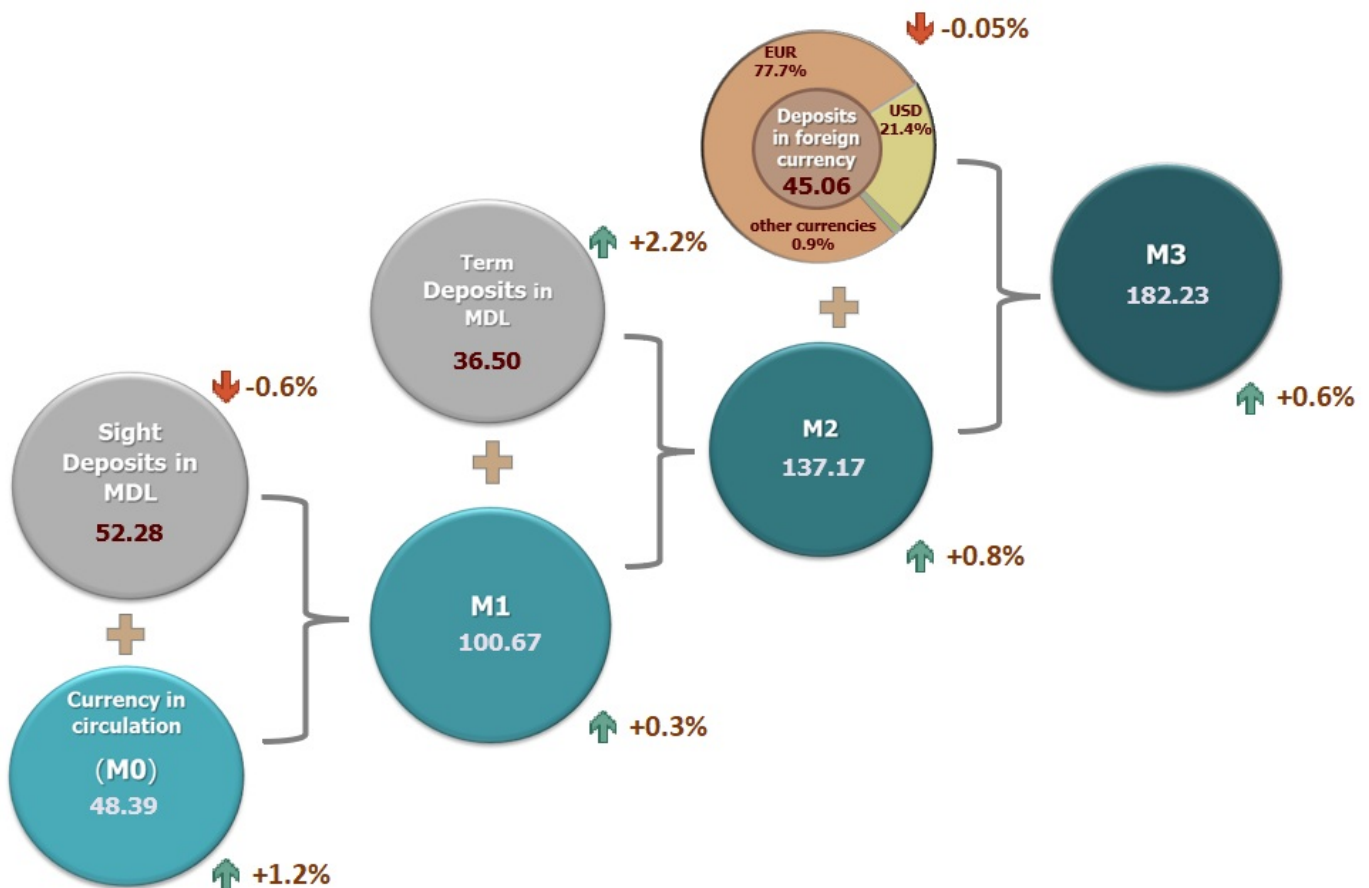 -0.05%
EUR
77.7%
USD
21.4%
Deposits
in foreign
currency
45.06
other currencies
0.9%
+2.2%
Term
Deposits in
MDL
36.50
M3
182.23
+0.6%
-0.6%
Sight
Deposits in
MDL
52.28
M2
137.17
+0.8%
M1
100.67
+0.3%
Currency in
circulation
(M0)
48.39
+1.2%